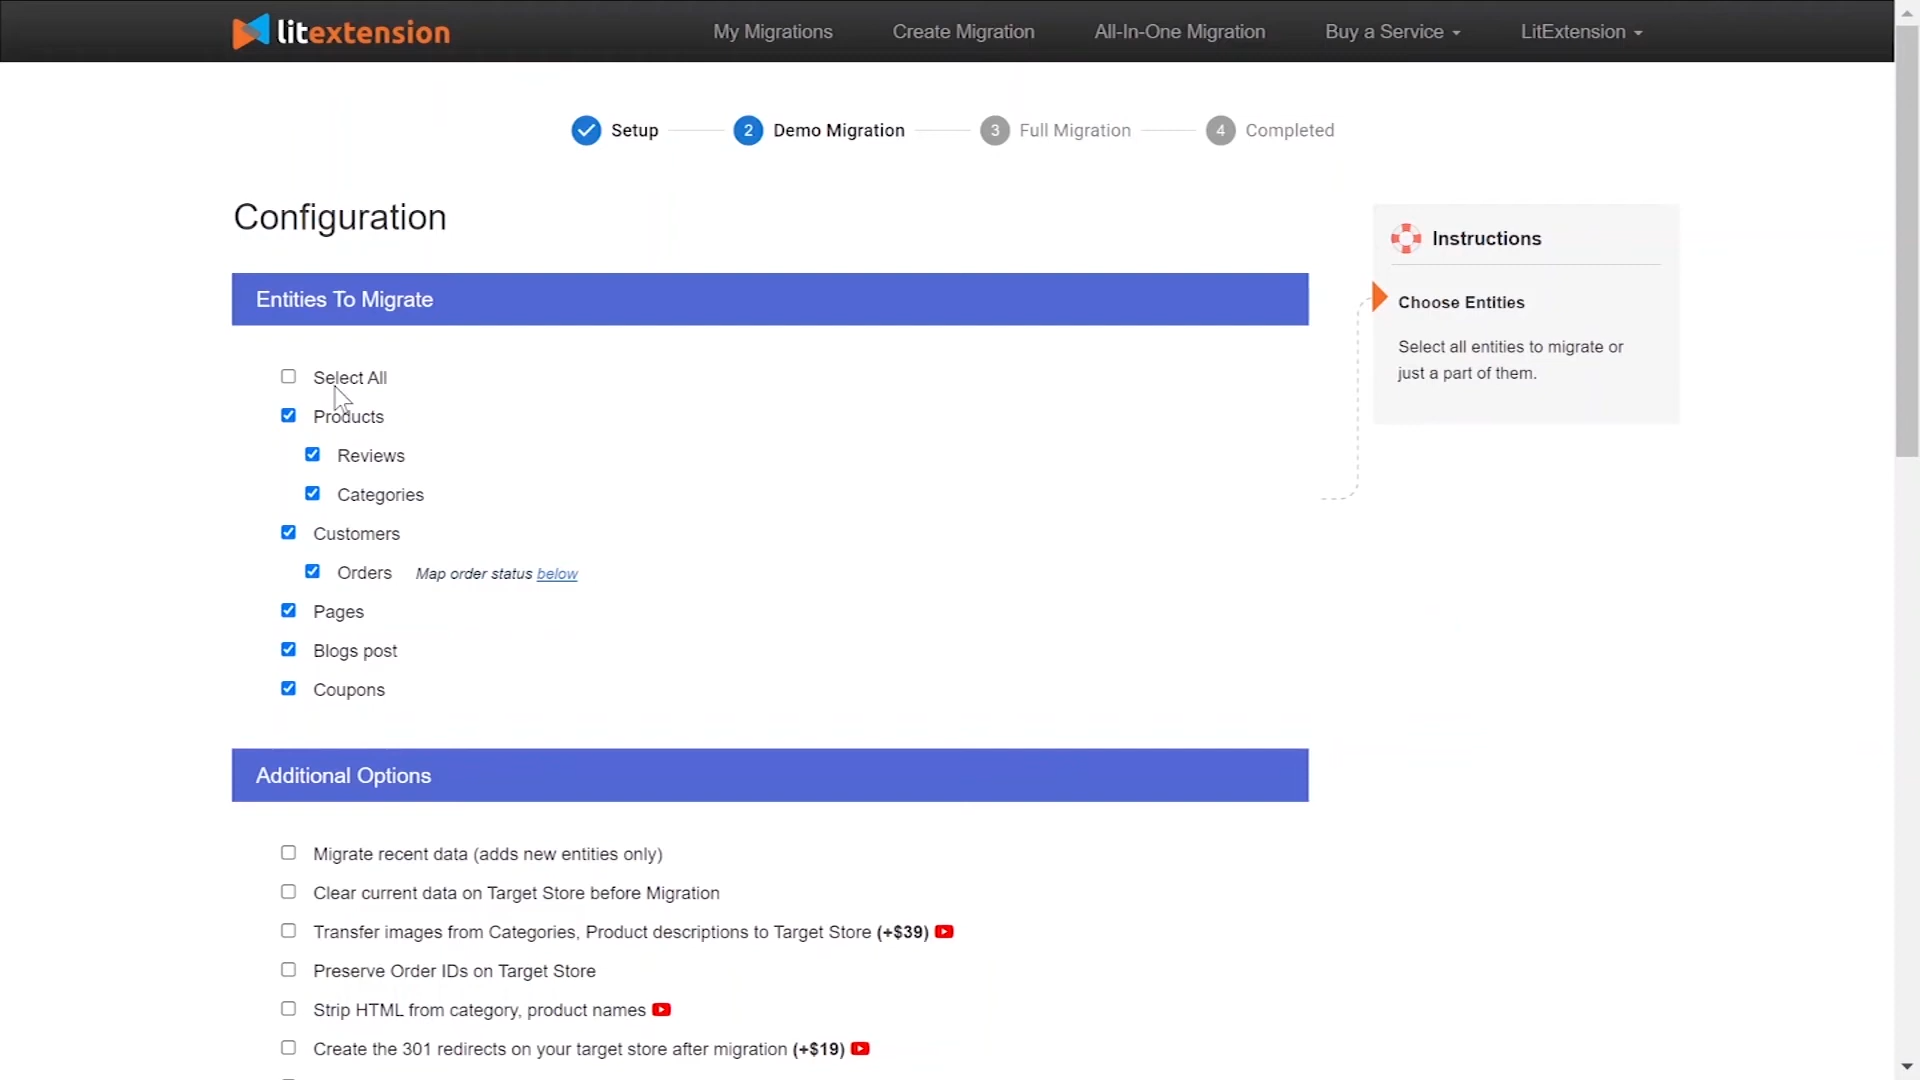 litextension
My Migrations
Create Migration
All-In-One Migration
Buy a Service
LitExtension
Setup
2 Demo Migration
3 Full Migration
4 Completed
Configuration
Entities To Migrate
Select All
Products
Reviews
Categories
Customers
Orders Map order status below
Pages
Blogs post
Coupons
Instructions
Choose Entities
Select all entities to migrate or
just a part of them.
Additional Options
Migrate recent data (adds new entities only)
Clear current data on Target Store before Migration
Transfer images from Categories, Product descriptions to Target Store (+$39)
Preserve Order IDs on Target Store
Strip HTML from category, product names
Create the 301 redirects on your target store after migration (+$19)